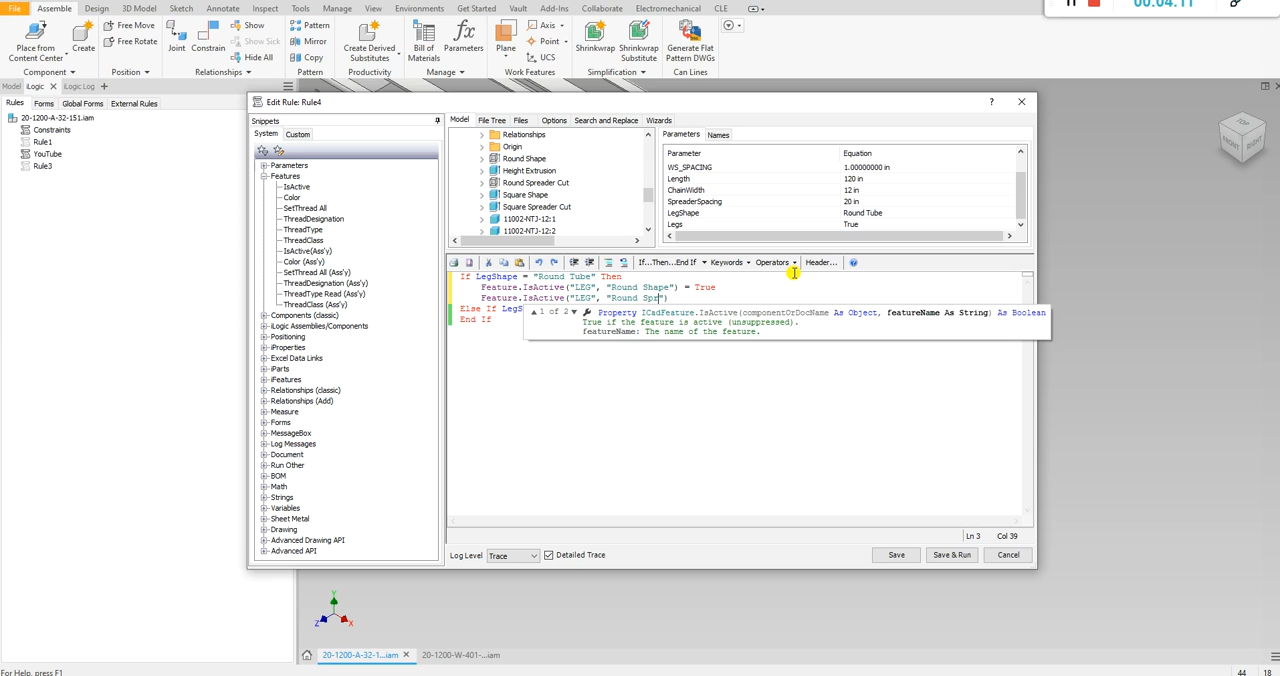 File Assemble Design 3D Model Sketch Annotate Inspect Tools Manage View Environments Get Started Vault Add-Ins Collaborate Electromechanical CLE
00:04:11
Place from Content Center
Create
Free Move
Free Rotate
Joint
Constrain
Show
Show Sick
Hide All
Pattern
Mirror
Copy
Create Derived Substitutes
Bill of Materials
Parameters
Plane
Axis
Point
UCS
Shrinkwrap
Shrinkwrap Substitute
Generate Flat Pattern DWGs
Component Position Relationships Pattern Productivity Manage Work Features Simplification Can Lines
Model iLogic iLogic Log
Rules Forms Global Forms External Rules
20-1200-A-32-151.iam
Constraints
Rule1
YouTube
Rule3
Edit Rule: Rule4
Snippets
System Custom
Parameters
Features
IsActive
Color
SetThread All
ThreadDesignation
ThreadType
ThreadClass
IsActive(Ass'y)
Color (Ass'y)
SetThread All (Ass'y)
ThreadDesignation (Ass'y)
ThreadType Read (Ass'y)
ThreadClass (Ass'y)
Components (classic)
iLogic Assemblies/Components
Positioning
iProperties
Excel Data Links
iParts
iFeatures
Relationships (classic)
Relationships (Add)
Measure
Forms
MessageBox
Log Messages
Document
Run Other
BOM
Math
Strings
Variables
Sheet Metal
Drawing
Advanced Drawing API
Advanced API
Model File Tree Files Options Search and Replace Wizards
Relationships
Origin
Round Shape
Height Extrusion
Round Spreader Cut
Square Shape
Square Spreader Cut
11002-NTJ-12:1
11002-NTJ-12:2
Parameters Names
Parameter Equation
WS_SPACING 1.00000000 in
Length 120 in
ChainWidth 12 in
SpreaderSpacing 20 in
LegShape Round Tube
Legs True
If...Then...End If Keywords Operators Header...
If LegShape = "Round Tube" Then
Feature.IsActive("LEG", "Round Shape") = True
Feature.IsActive("LEG", "Round Spr")
Else If LegS
End If
1 of 2 Property ICadFeature.IsActive(componentOrDocName As Object, featureName As String) As Boolean
True if the feature is active (unsuppressed).
featureName: The name of the feature.
Ln 3 Col 39
Log Level Trace Detailed Trace
Save Save & Run Cancel
TOP
FRONT
RIGHT
Y
Z
X
20-1200-A-32-1...iam 20-1200-W-401-...iam
For Help, press F1
44 18